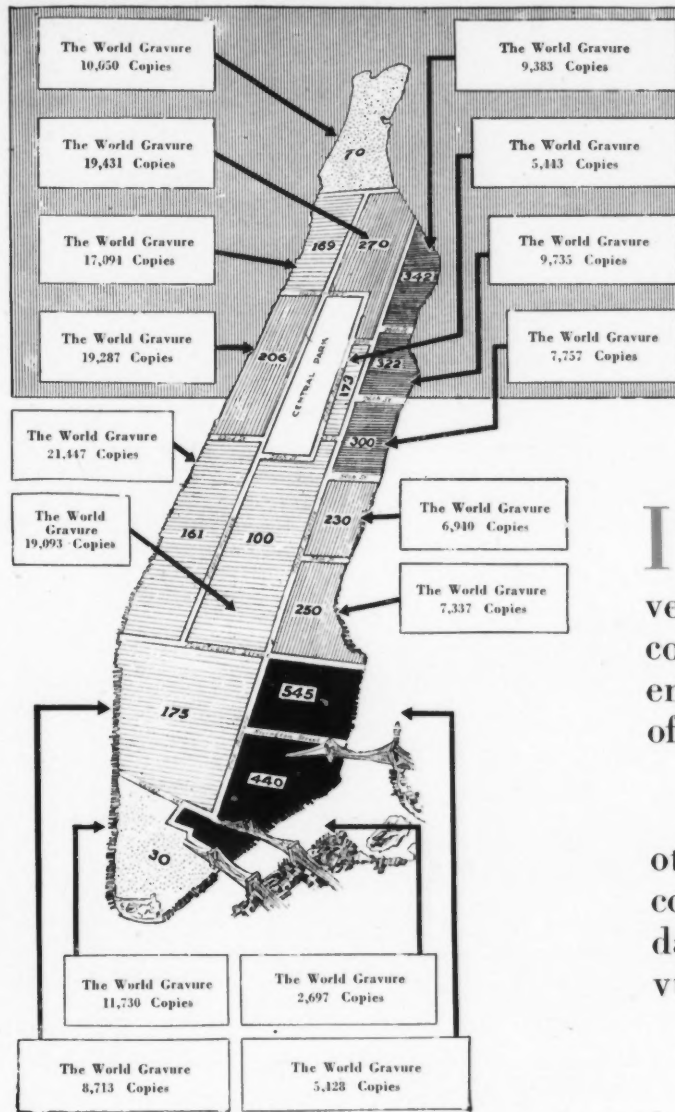 The World Gravure
10,050 Copies
The World Gravure
9,383 Copies
The World Gravure
19,431 Copies
The World Gravure
5,443 Copies
The World Gravure
17,091 Copies
The World Gravure
9,735 Copies
The World Gravure
19,287 Copies
The World Gravure
7,757 Copies
70
169
270
342
206
CENTRAL PARK
173
322
300
The World Gravure
21,447 Copies
The World
Gravure
19,093 Copies
161
100
230
The World Gravure
6,940 Copies
250
The World Gravure
7,337 Copies
175
545
440
30
The World Gravure
11,730 Copies
The World Gravure
2,697 Copies
The World Gravure
8,713 Copies
The World Gravure
5,428 Copies
I
ve
co
en
of
ot
co
da
vu